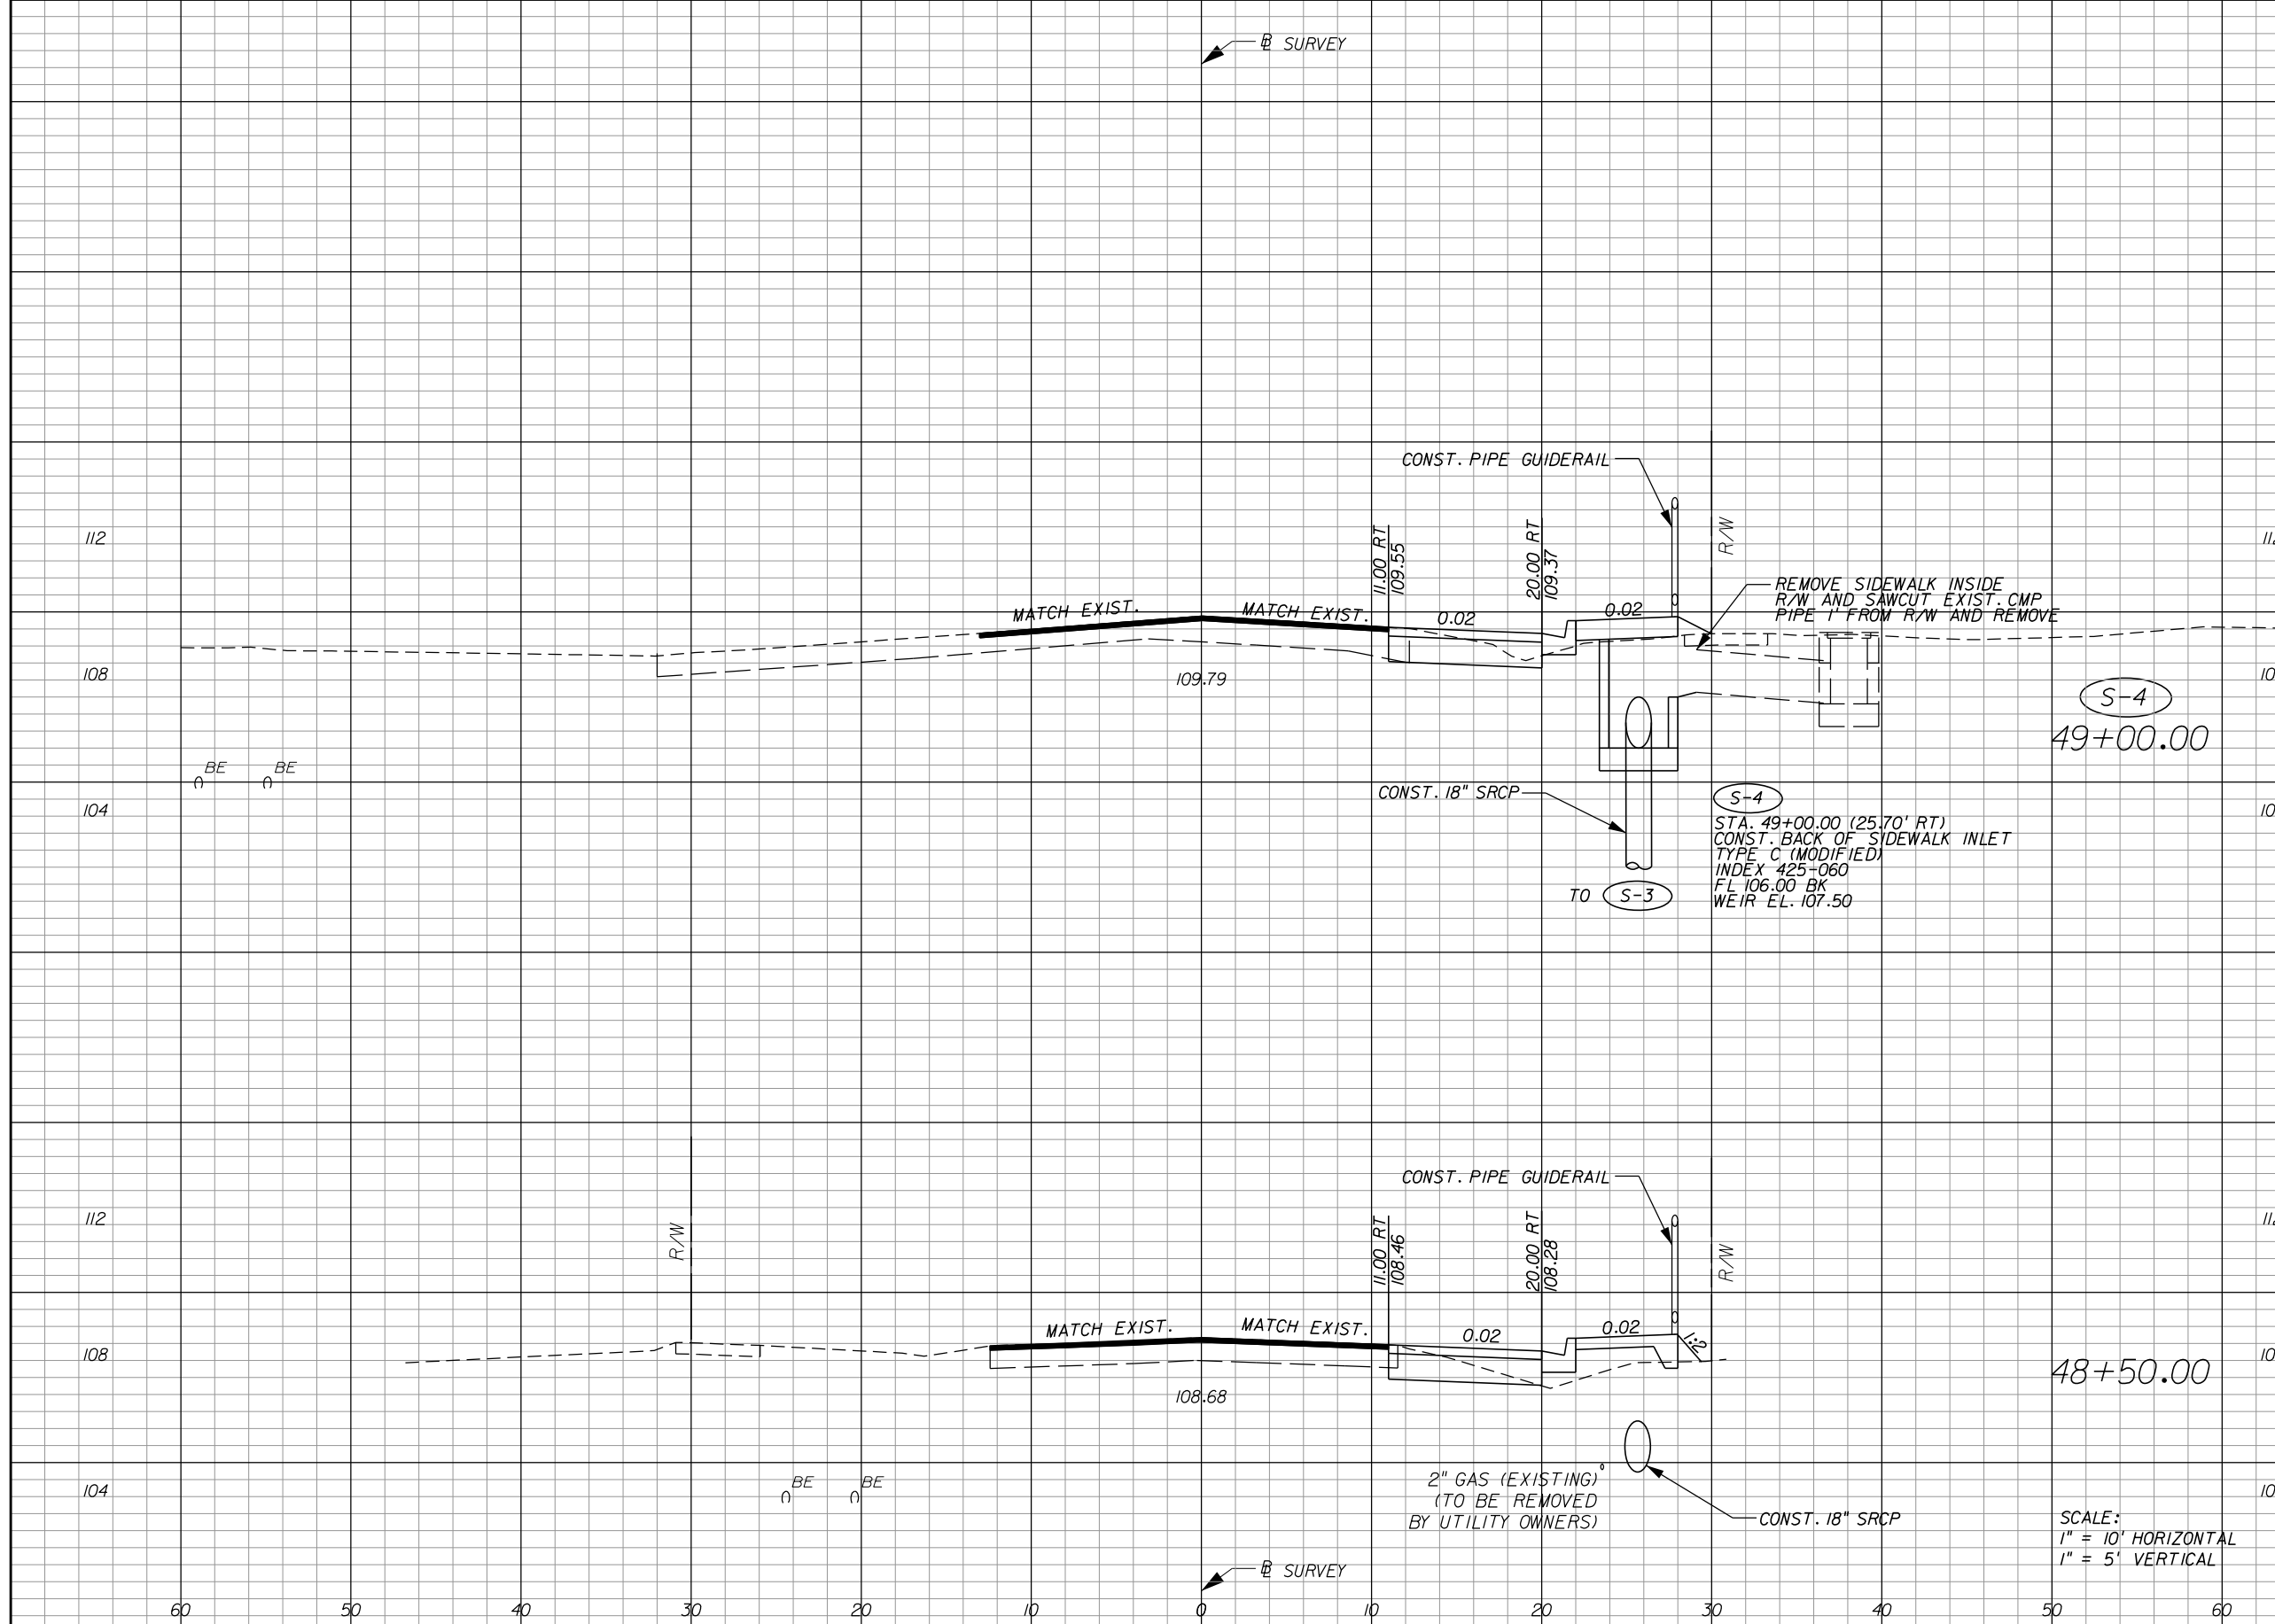 ℄ SURVEY
CONST. PIPE GUIDERAIL
11.00 RT
109.55
20.00 RT
109.37
R/W
112
REMOVE SIDEWALK INSIDE
R/W AND SAWCUT EXIST. CMP
PIPE 1' FROM R/W AND REMOVE
MATCH EXIST.
MATCH EXIST.
0.02
0.02
108
109.79
S-4
49+00.00
BE
BE
CONST. 18" SRCP
104
S-4
STA. 49+00.00 (25.70' RT)
CONST. BACK OF SIDEWALK INLET
TYPE C (MODIFIED)
INDEX 425-060
FL 106.00 BK
WEIR EL. 107.50
TO S-3
CONST. PIPE GUIDERAIL
112
R/W
11.00 RT
108.46
20.00 RT
108.28
R/W
MATCH EXIST.
MATCH EXIST.
0.02
0.02
1:2
108
108.68
48+50.00
104
BE
BE
2" GAS (EXISTING)
(TO BE REMOVED
BY UTILITY OWNERS)
CONST. 18" SRCP
SCALE:
1" = 10' HORIZONTAL
1" = 5' VERTICAL
℄ SURVEY
60 50 40 30 20 10 0 10 20 30 40 50 60